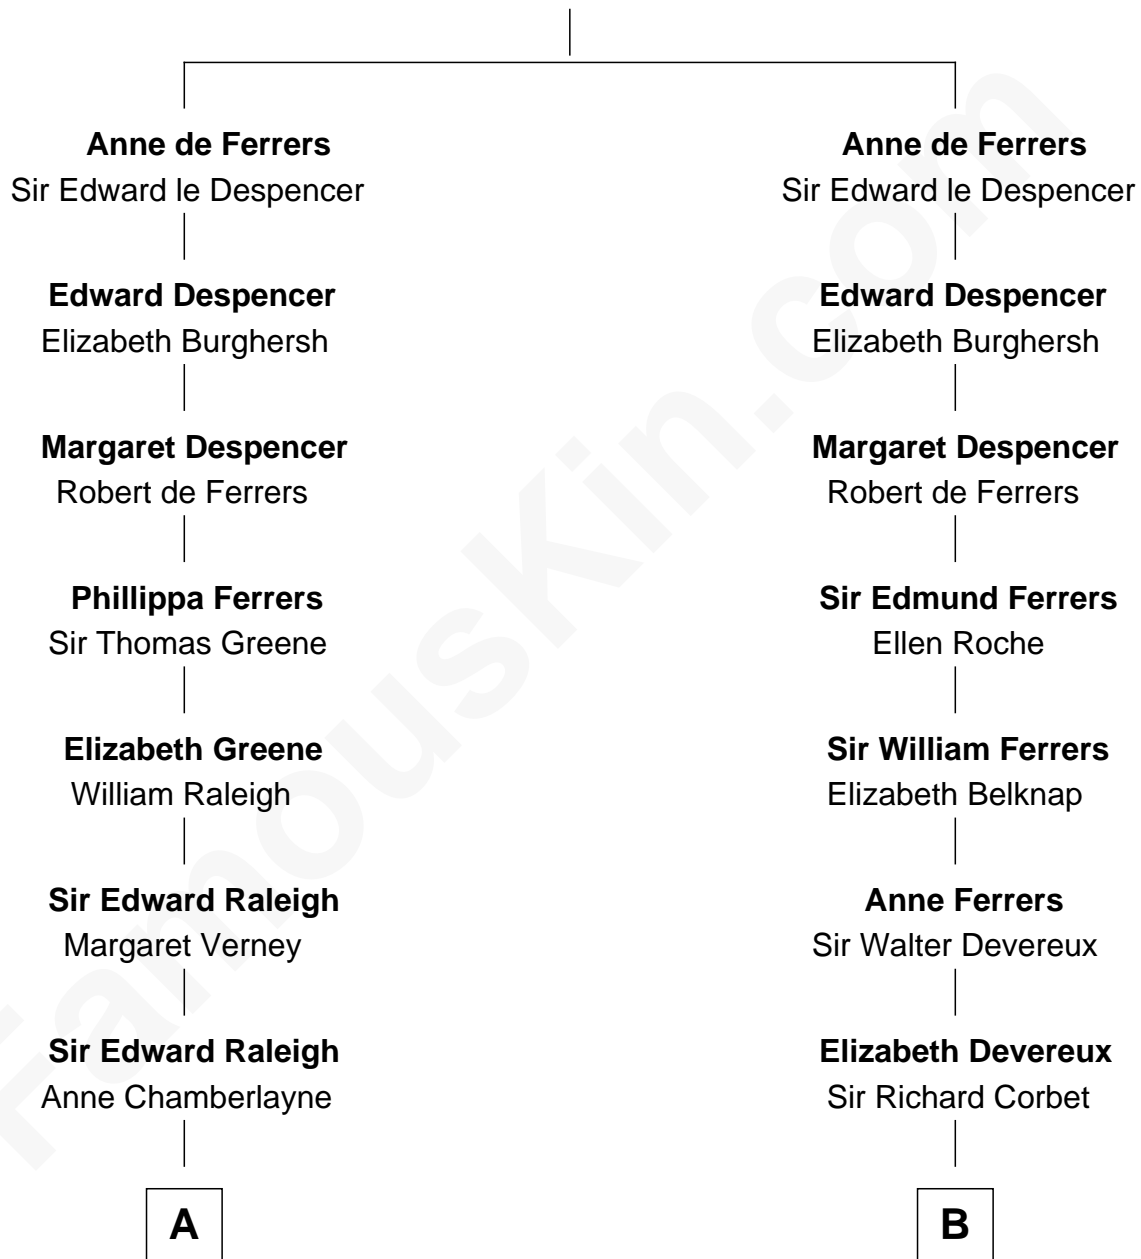 Anne de Ferrers
Sir Edward le Despencer
Edward Despencer
Elizabeth Burghersh
Margaret Despencer
Robert de Ferrers
Phillippa Ferrers
Sir Thomas Greene
Elizabeth Greene
William Raleigh
Sir Edward Raleigh
Margaret Verney
Sir Edward Raleigh
Anne Chamberlayne
A
Anne de Ferrers
Sir Edward le Despencer
Edward Despencer
Elizabeth Burghersh
Margaret Despencer
Robert de Ferrers
Sir Edmund Ferrers
Ellen Roche
Sir William Ferrers
Elizabeth Belknap
Anne Ferrers
Sir Walter Devereux
Elizabeth Devereux
Sir Richard Corbet
B
FamousKin.com